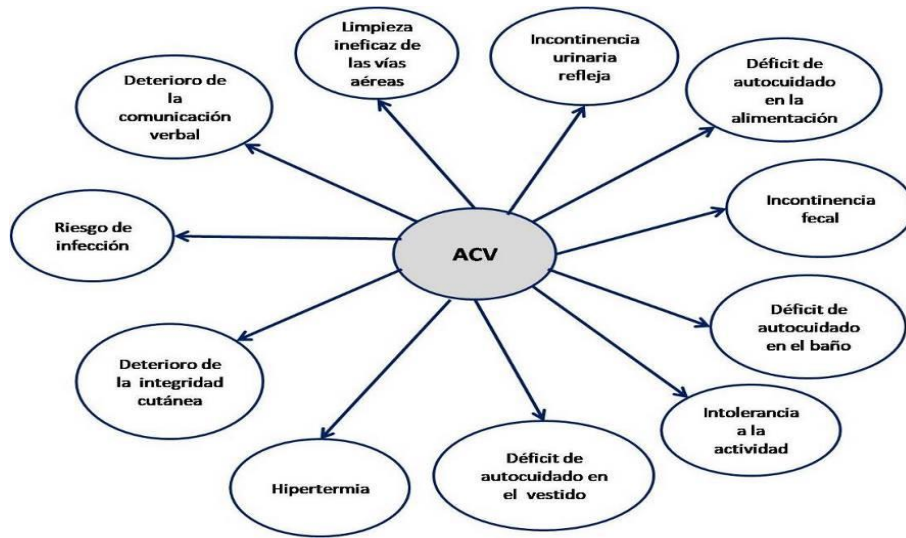 Limpieza
ineficaz de
las vías
aéreas
Incontinencia
urinaria
refleja
Déficit de
autocuidado
en la
alimentación
Deterioro de
la
comunicación
verbal
Incontinencia
fecal
Riesgo de
infección
ACV
Déficit de
autocuidado
en el baño
Deterioro de
la integridad
cutánea
Intolerancia
a la
actividad
Hipertermia
Déficit de
autocuidado en
el vestido